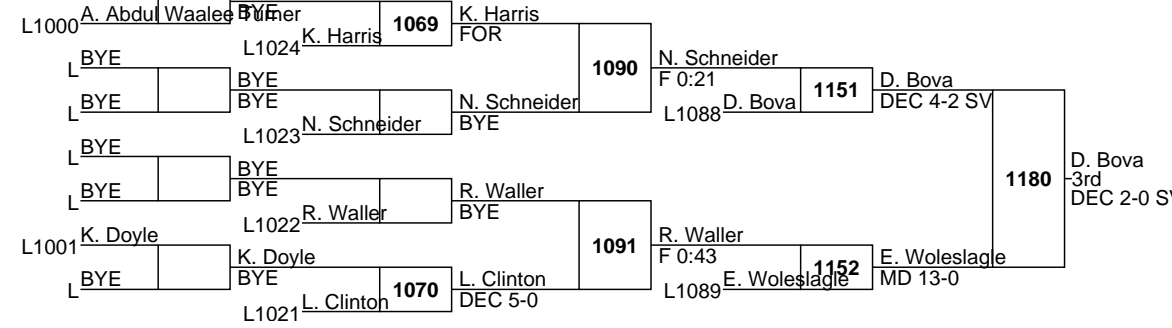 A. Abdul Waalee Turner
L1000
BYE
K. Harris
1069
FOR
K. Harris
L1024
BYE
L
N. Schneider
1090
F 0:21
BYE
BYE
BYE
L
D. Bova
1151
DEC 4-2 SV
D. Bova
L1088
N. Schneider
BYE
N. Schneider
L1023
BYE
L
BYE
BYE
BYE
L
D. Bova
1180
3rd
DEC 2-0 SV
R. Waller
BYE
R. Waller
L1022
K. Doyle
L1001
R. Waller
1091
F 0:43
K. Doyle
BYE
BYE
L
E. Woleslagle
1152
MD 13-0
E. Woleslagle
L1089
L. Clinton
1070
DEC 5-0
L. Clinton
L1021